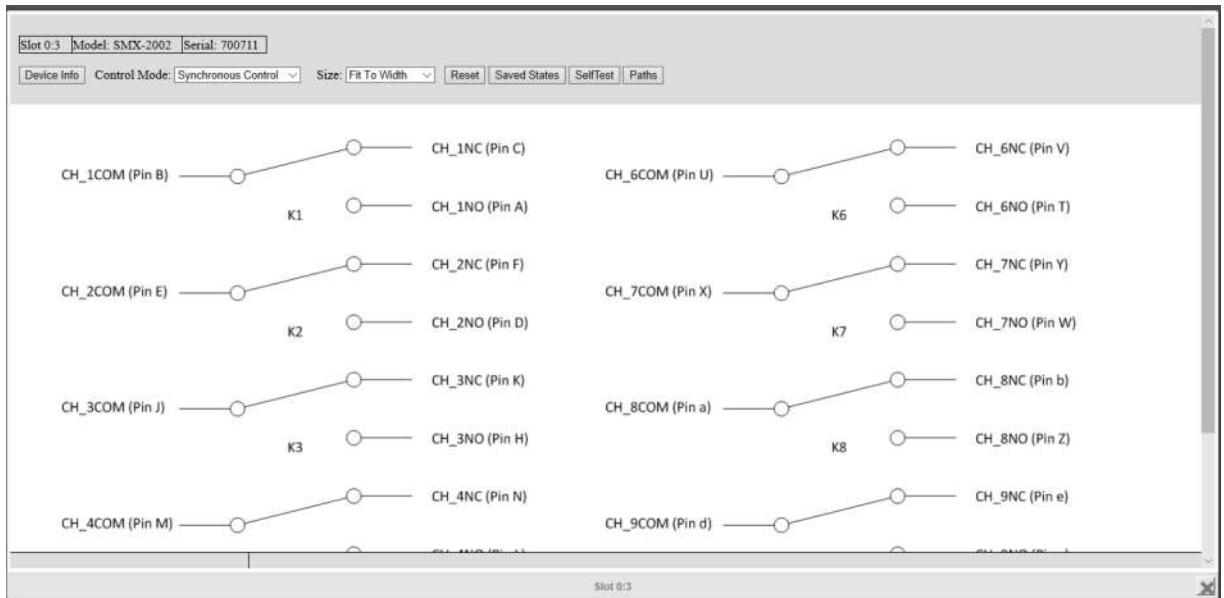 Slot 0:3 Model: SMX-2002 Serial: 700711
Device Info Control Mode: Synchronous Control Size: Fit To Width Reset Saved States SelfTest Paths
CH_1NC (Pin C) CH_6NC (Pin V)
CH_1COM (Pin B) CH_6COM (Pin U)
K1 CH_1NO (Pin A) K6 CH_6NO (Pin T)
CH_2NC (Pin F) CH_7NC (Pin Y)
CH_2COM (Pin E) CH_7COM (Pin X)
K2 CH_2NO (Pin D) K7 CH_7NO (Pin W)
CH_3NC (Pin K) CH_8NC (Pin b)
CH_3COM (Pin J) CH_8COM (Pin a)
K3 CH_3NO (Pin H) K8 CH_8NO (Pin Z)
CH_4NC (Pin N) CH_9NC (Pin e)
CH_4COM (Pin M) CH_9COM (Pin d)
Slot 0:3